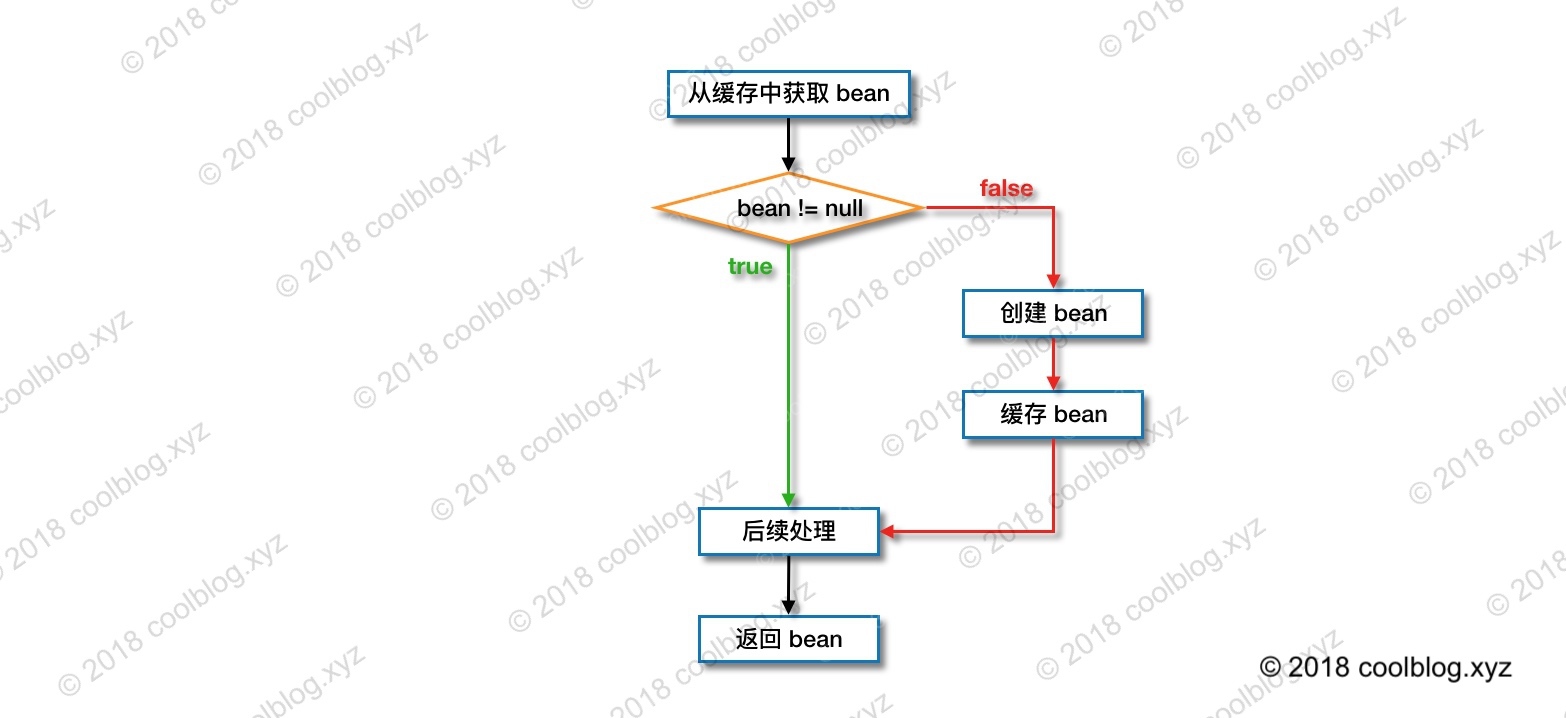 从缓存中获取 bean
bean != null
false
true
创建 bean
缓存 bean
后续处理
返回 bean
© 2018 coolblog.xyz